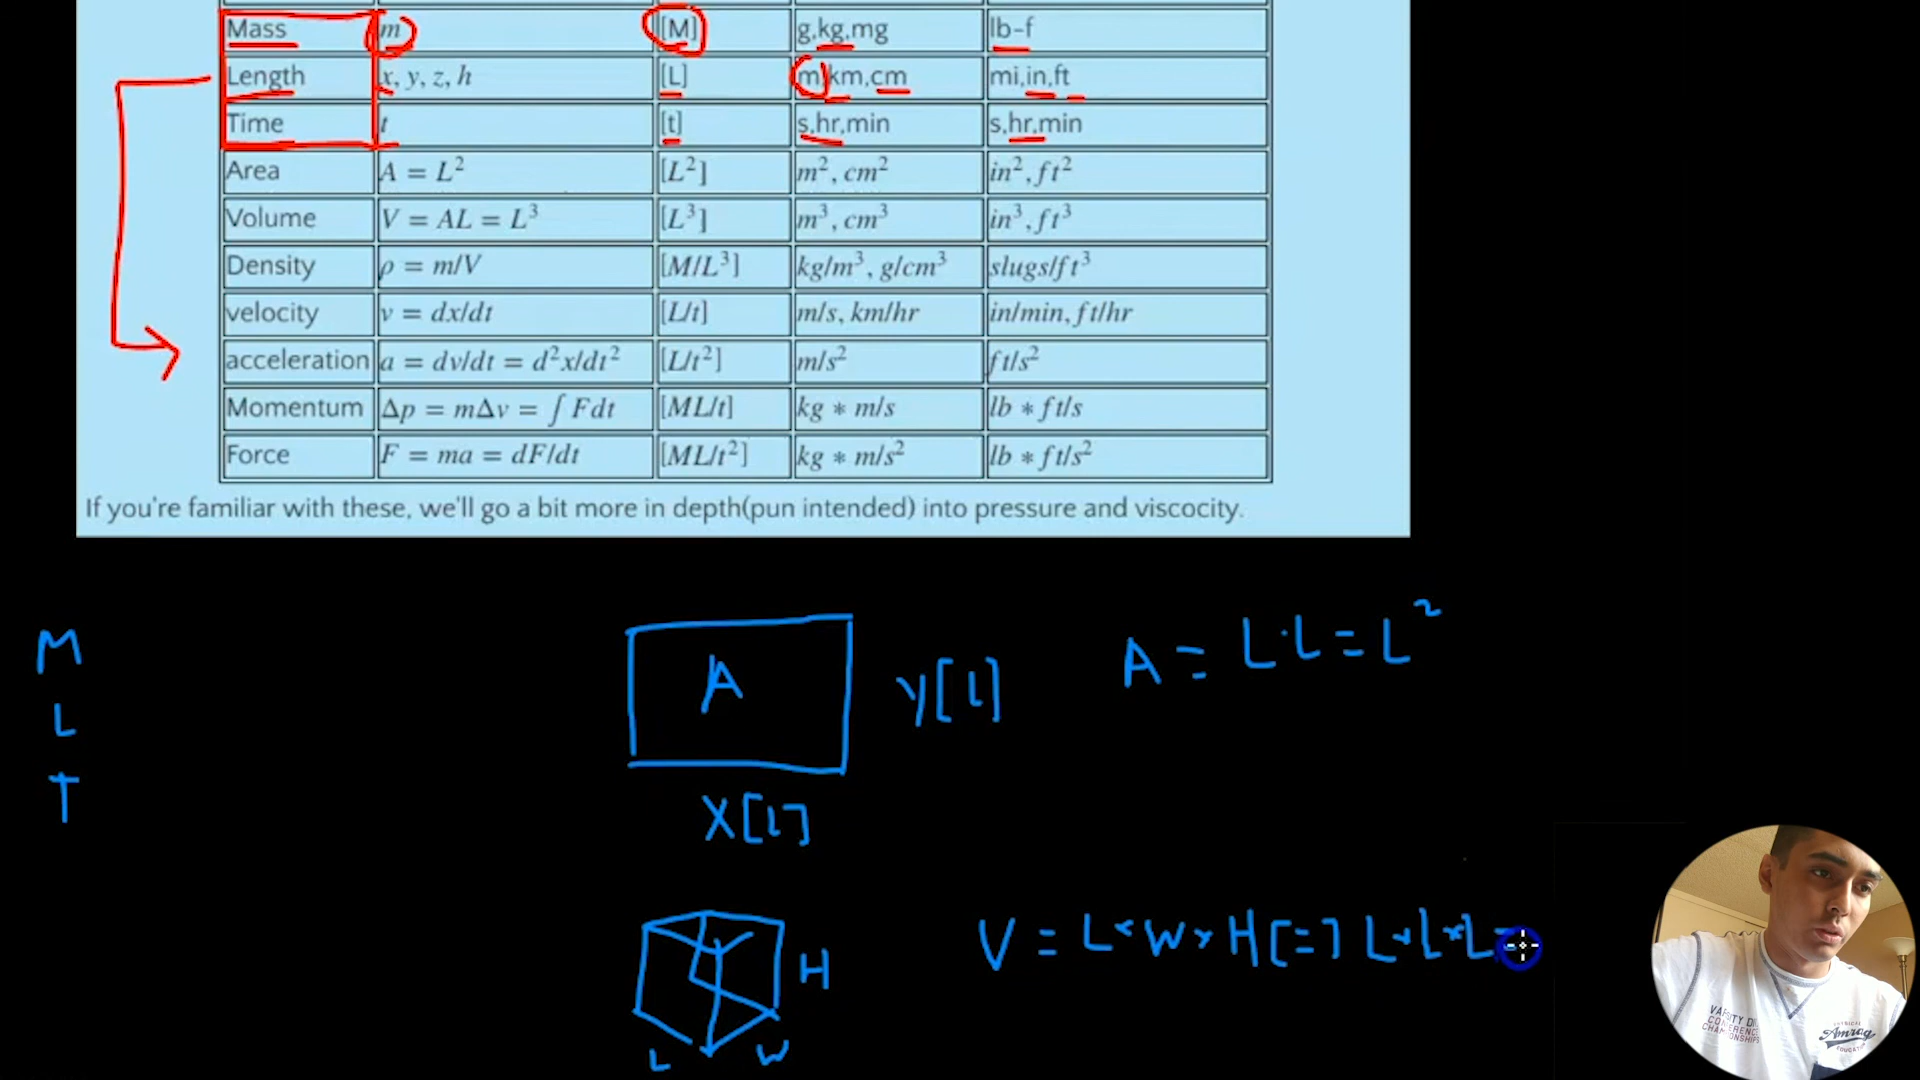 Mass m [M] g,kg,mg lb-f
Length x, y, z, h [L] m,km,cm mi,in,ft
Time t [t] s,hr,min s,hr,min
Area A = L² [L²] m², cm² in², ft²
Volume V = AL = L³ [L³] m³, cm³ in³, ft³
Density ρ = m/V [M/L³] kg/m³, g/cm³ slugs/ft³
velocity v = dx/dt [L/t] m/s, km/hr in/min, ft/hr
acceleration a = dv/dt = d²x/dt² [L/t²] m/s² ft/s²
Momentum Δp = mΔv = ∫ Fdt [ML/t] kg * m/s lb * ft/s
Force F = ma = dF/dt [ML/t²] kg * m/s² lb * ft/s²
If you're familiar with these, we'll go a bit more in depth(pun intended) into pressure and viscocity.
M
L
T
A
Y[L]
X[L]
A = L·L = L²
H
L
W
V = L×W×H [=] L×L×L=
Amrag